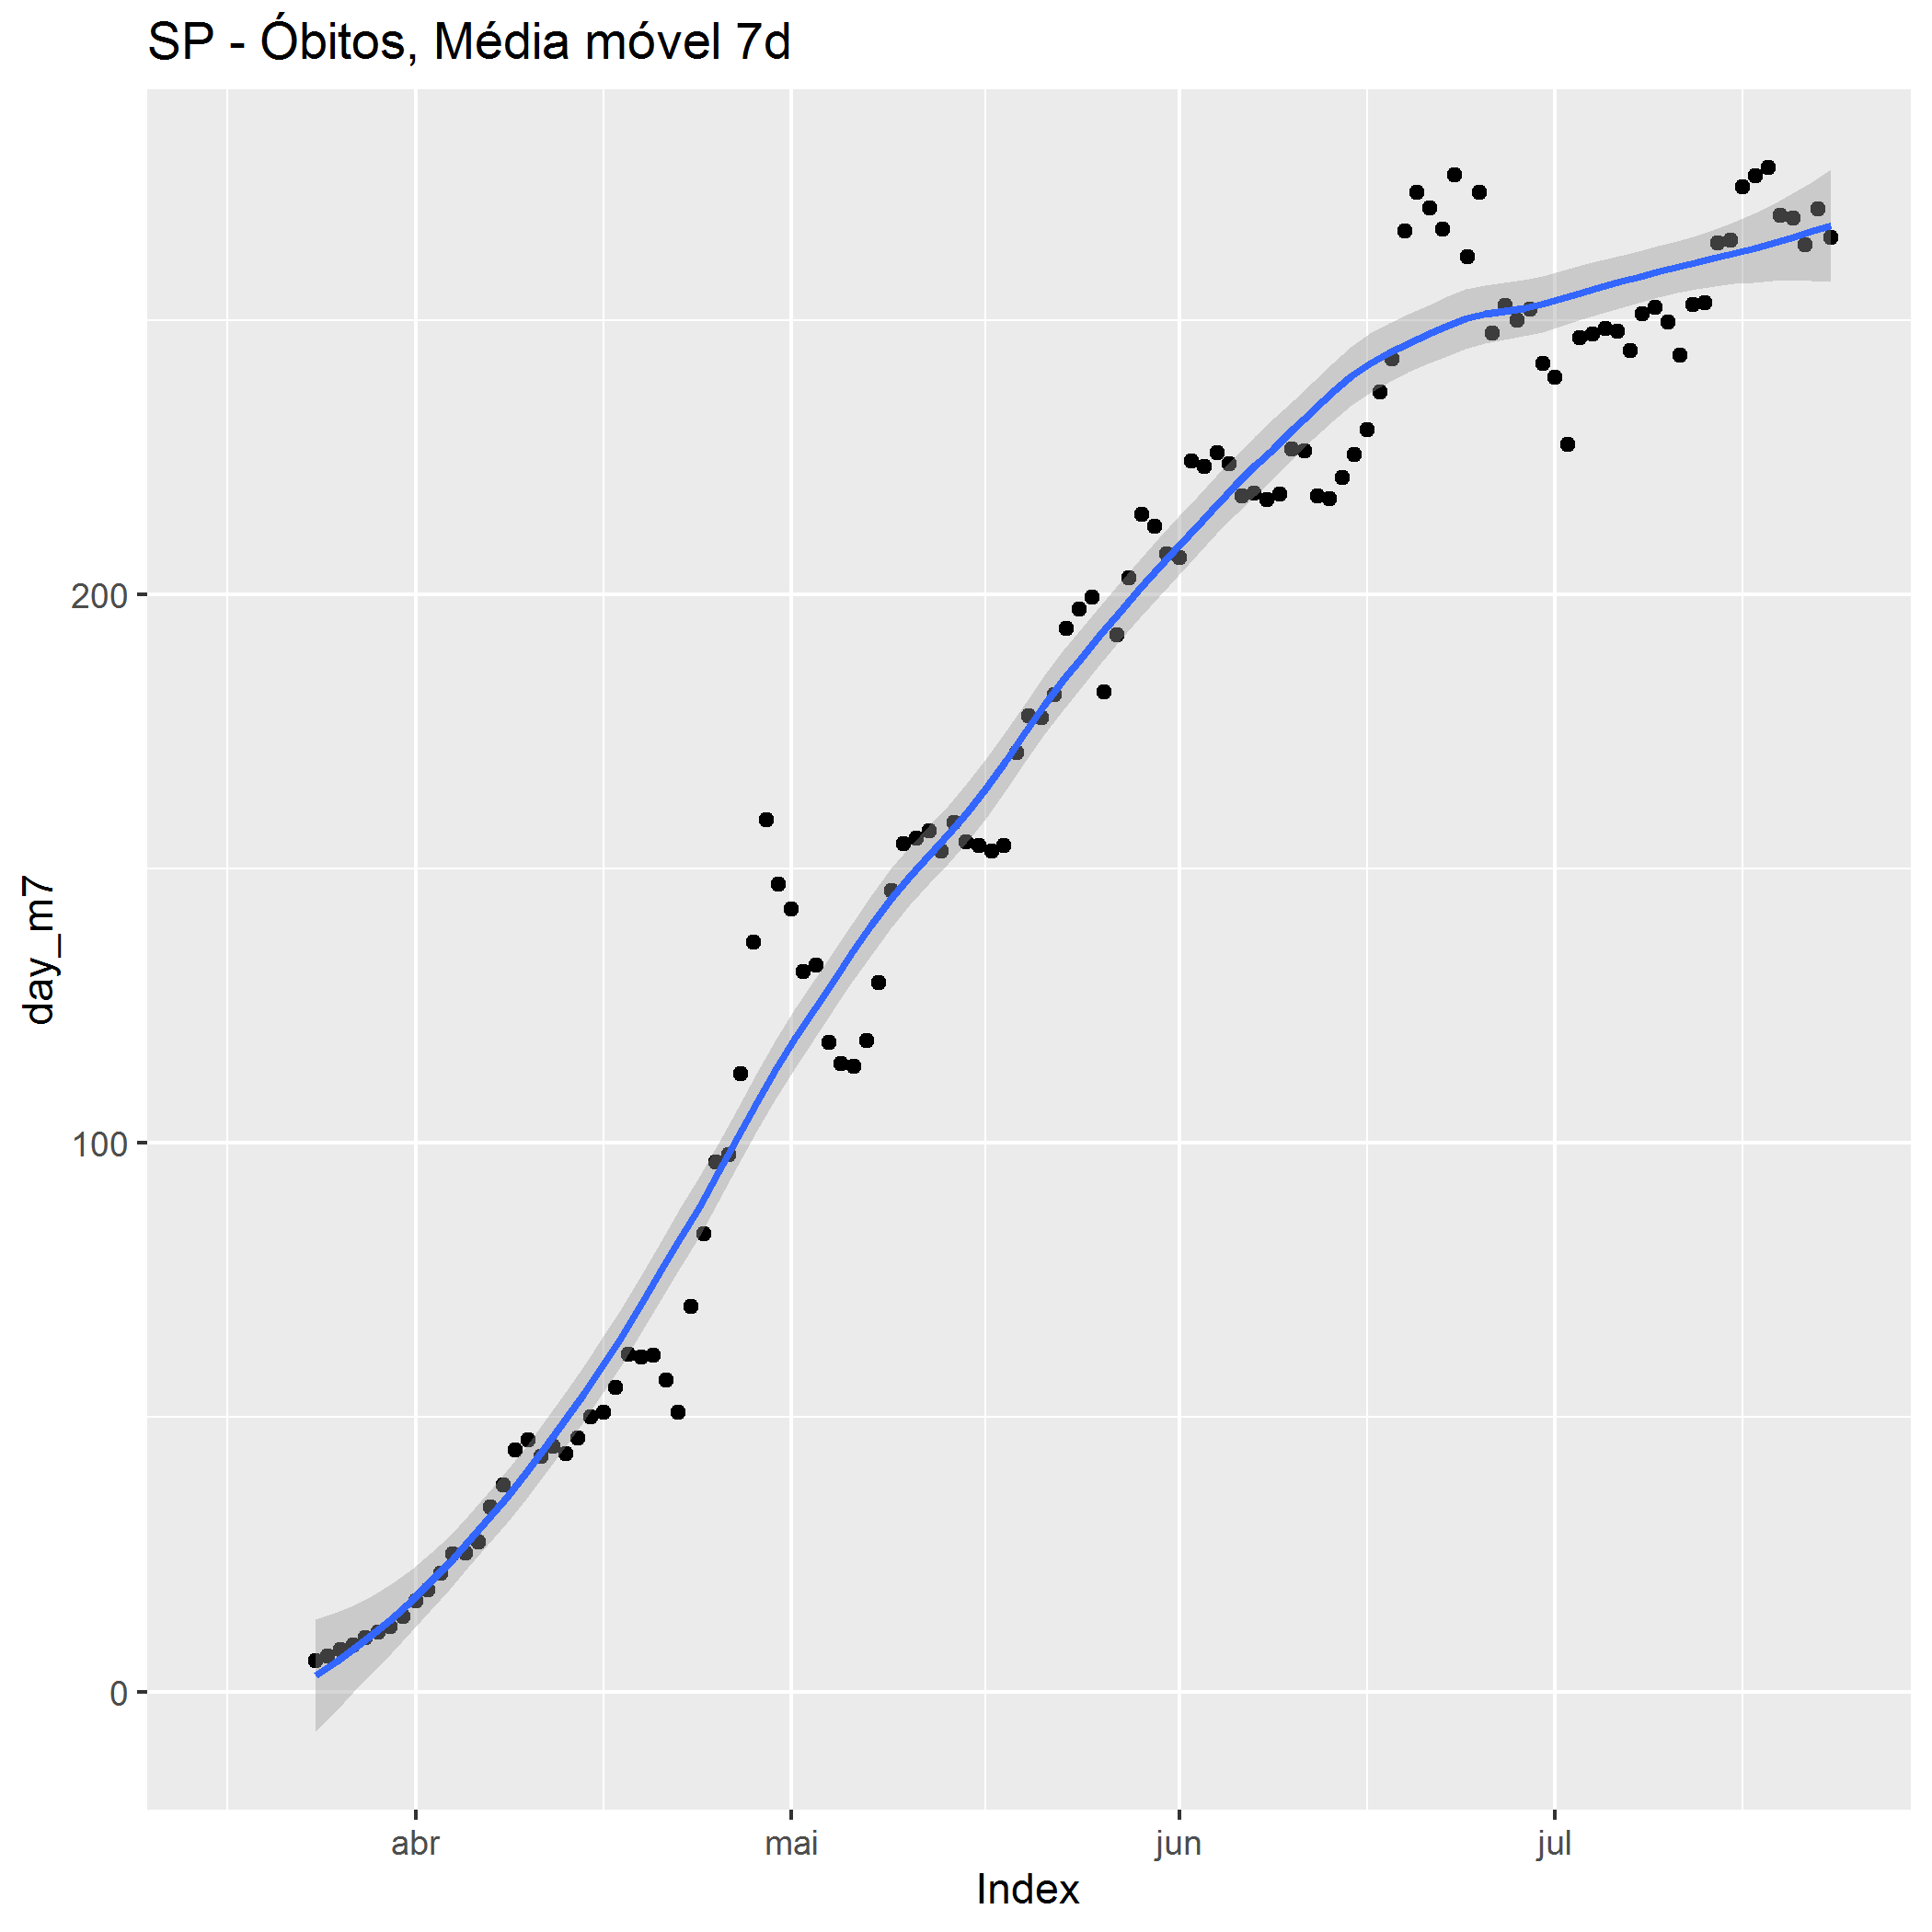 SP - Óbitos, Média móvel 7d
day_m7
200
100
0
abr mai jun jul
Index